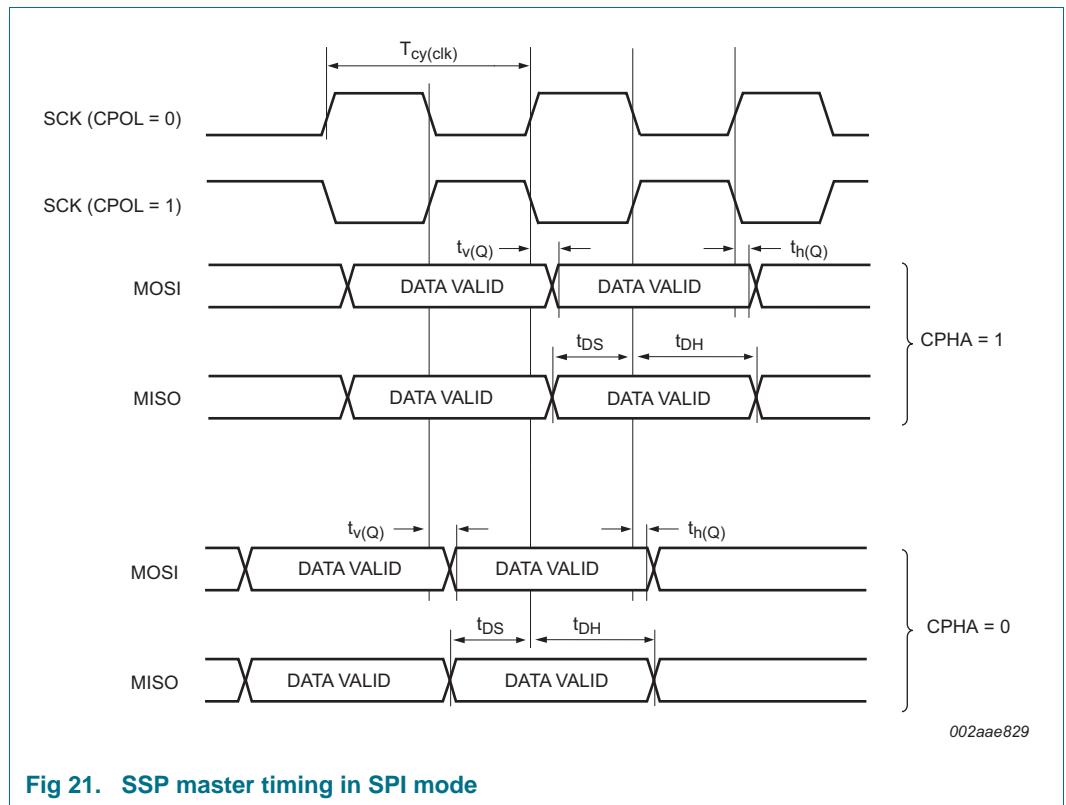 Tcy(clk)
SCK (CPOL = 0)
SCK (CPOL = 1)
tv(Q) th(Q)
MOSI DATA VALID DATA VALID
CPHA = 1
tDS tDH
MISO DATA VALID DATA VALID
tv(Q) th(Q)
MOSI DATA VALID DATA VALID
CPHA = 0
tDS tDH
MISO DATA VALID DATA VALID
002aae829
Fig 21. SSP master timing in SPI mode